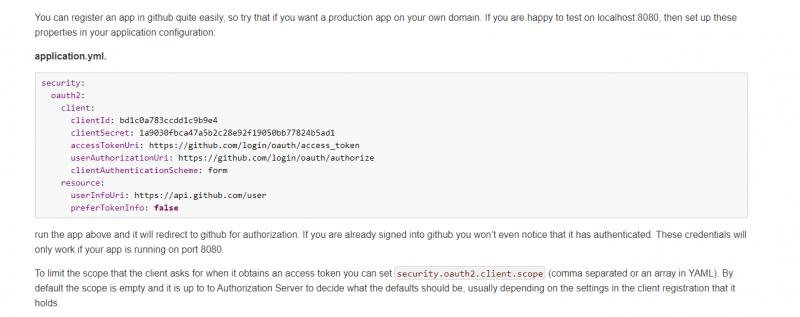 You can register an app in github quite easily, so try that if you want a production app on your own domain. If you are happy to test on localhost:8080, then set up these
properties in your application configuration:
application.yml.
security:
  oauth2:
    client:
      clientId: bd1c0a783ccdd1c9b9e4
      clientSecret: 1a9030fbca47a5b2c28e92f19050bb77824b5ad1
      accessTokenUri: https://github.com/login/oauth/access_token
      userAuthorizationUri: https://github.com/login/oauth/authorize
      clientAuthenticationScheme: form
    resource:
      userInfoUri: https://api.github.com/user
      preferTokenInfo: false
run the app above and it will redirect to github for authorization. If you are already signed into github you won't even notice that it has authenticated. These credentials will
only work if your app is running on port 8080.
To limit the scope that the client asks for when it obtains an access token you can set security.oauth2.client.scope (comma separated or an array in YAML). By
default the scope is empty and it is up to to Authorization Server to decide what the defaults should be, usually depending on the settings in the client registration that it
holds.